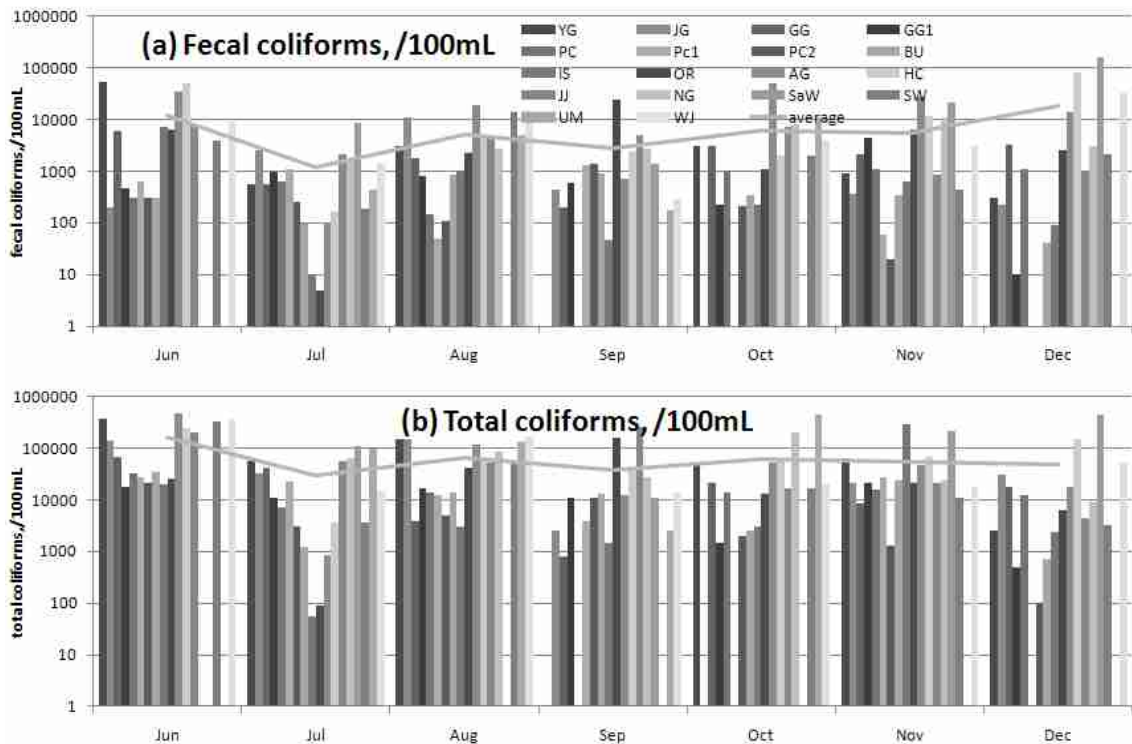 1000000
(a) Fecal coliforms, /100mL
YG JG GG GG1
PC Pc1 PC2 BU
IS OR AG HC
JJ NG SaW SW
UM WJ average
100000
10000
1000
100
10
1
fecal coliforms,/100mL
Jun Jul Aug Sep Oct Nov Dec
1000000
(b) Total coliforms, /100mL
100000
10000
1000
100
10
1
total coliforms,/100mL
Jun Jul Aug Sep Oct Nov Dec